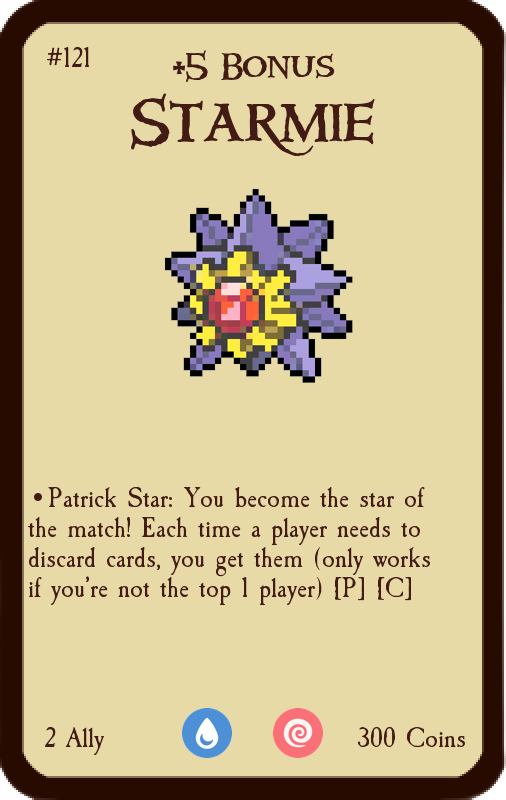 #121
+5 Bonus
Starmie
•Patrick Star: You become the star of
the match! Each time a player needs to
discard cards, you get them (only works
if you're not the top 1 player) [P] [C]
2 Ally
300 Coins